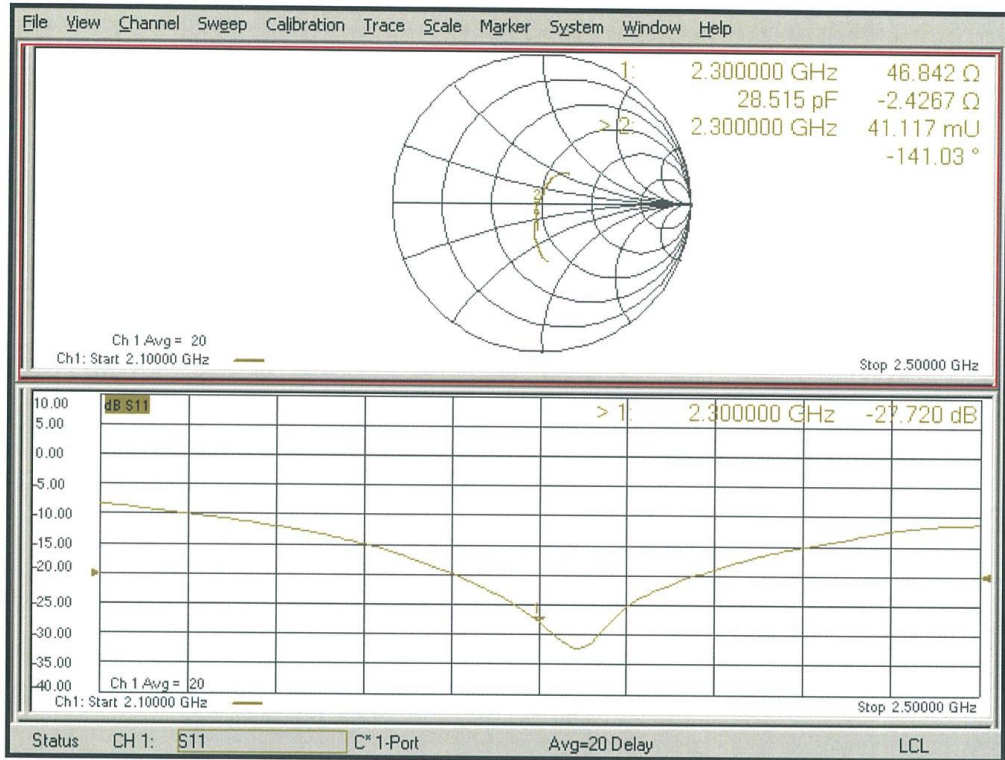 File View Channel Sweep Calibration Trace Scale Marker System Window Help
1: 2.300000 GHz 46.842 Ω
28.515 pF -2.4267 Ω
> 2: 2.300000 GHz 41.117 mU
-141.03 °
2
1
Ch 1 Avg = 20
Ch1: Start 2.10000 GHz
Stop 2.50000 GHz
10.00
dB S11
> 1: 2.300000 GHz -27.720 dB
5.00
0.00
-5.00
-10.00
-15.00
-20.00
-25.00
1
-30.00
-35.00
-40.00
Ch 1 Avg = 20
Ch1: Start 2.10000 GHz
Stop 2.50000 GHz
Status CH 1: S11 C* 1-Port Avg=20 Delay LCL